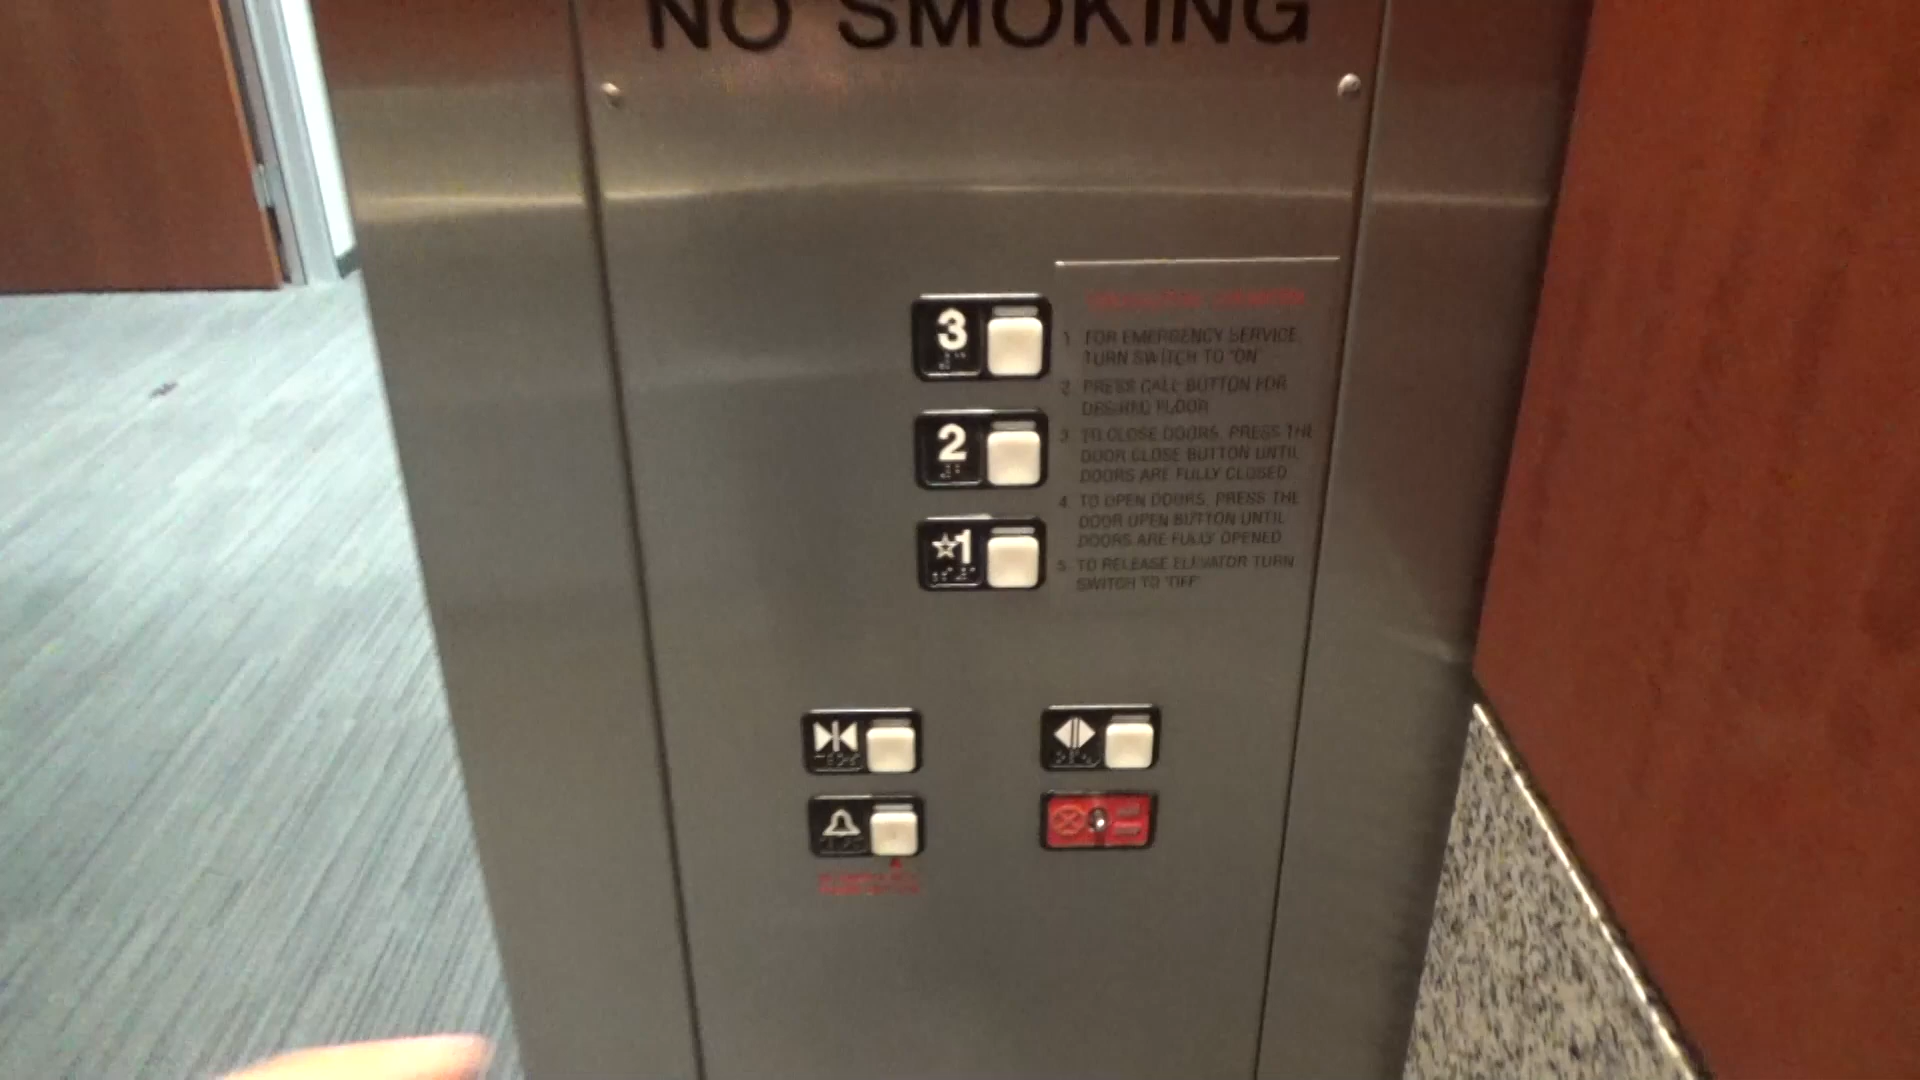 NO SMOKING
3
1 FOR EMERGENCY SERVICE,
TURN SWITCH TO "ON"
2 PRESS CALL BUTTON FOR
DESIRED FLOOR
2
3 TO CLOSE DOORS, PRESS THE
DOOR CLOSE BUTTON UNTIL
DOORS ARE FULLY CLOSED
4 TO OPEN DOORS, PRESS THE
DOOR OPEN BUTTON UNTIL
DOORS ARE FULLY OPENED
☆1
5 TO RELEASE ELEVATOR TURN
SWITCH TO "OFF"